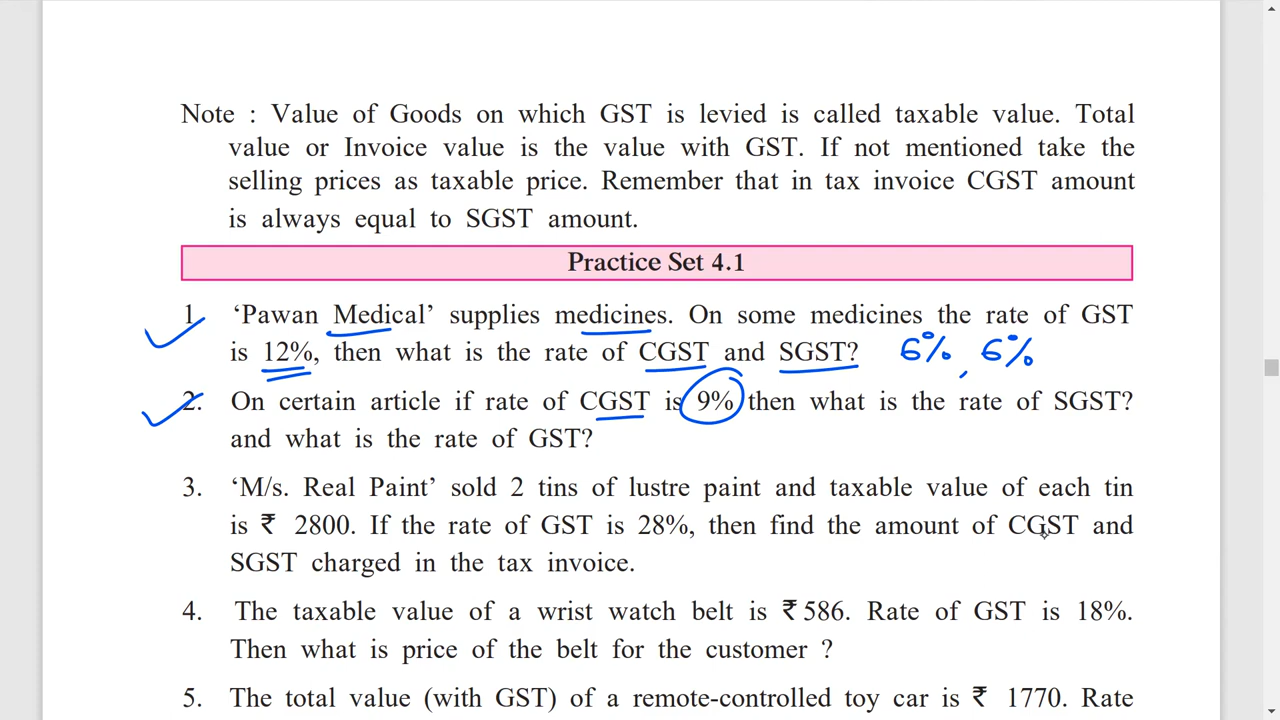 Note : Value of Goods on which GST is levied is called taxable value. Total
value or Invoice value is the value with GST. If not mentioned take the
selling prices as taxable price. Remember that in tax invoice CGST amount
is always equal to SGST amount.
Practice Set 4.1
1. ‘Pawan Medical’ supplies medicines. On some medicines the rate of GST
is 12%, then what is the rate of CGST and SGST? 6%, 6%
2. On certain article if rate of CGST is 9% then what is the rate of SGST?
and what is the rate of GST?
3. ‘M/s. Real Paint’ sold 2 tins of lustre paint and taxable value of each tin
is ₹ 2800. If the rate of GST is 28%, then find the amount of CGST and
SGST charged in the tax invoice.
4. The taxable value of a wrist watch belt is ₹ 586. Rate of GST is 18%.
Then what is price of the belt for the customer ?
5. The total value (with GST) of a remote-controlled toy car is ₹ 1770. Rate